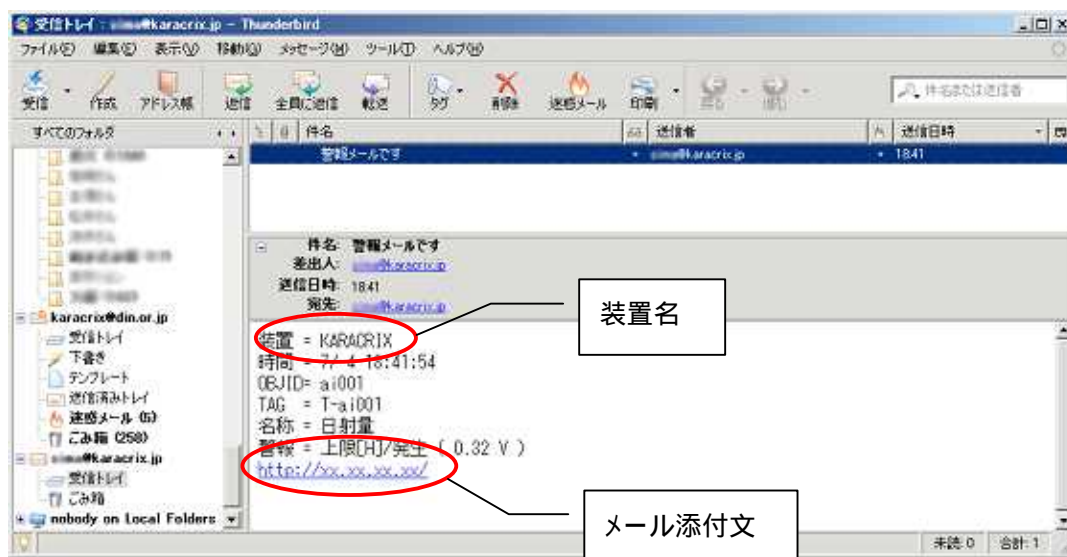 受信トレイ - @karacrix.jp - Thunderbird
ファイル(F) 編集(E) 表示(V) 移動(G) メッセージ(M) ツール(T) ヘルプ(H)
受信 作成 アドレス帳 返信 全員に返信 転送 タグ 削除 迷惑メール 印刷 戻る 件名または送信者
すべてのフォルダ 件名 送信者 送信日時
警報メールです @karacrix.jp 18:41
件名: 警報メールです
差出人: @karacrix.jp
送信日時: 18:41
宛先: @karacrix.jp
装置名
装置 = KARACRIX
時間 = 7/ 4 18:41:54
OBJID= ai001
TAG = T-ai001
名称 = 日射量
警報 = 上限[H]/発生 ( 0.32 V )
http://xx.xx.xx.xx/
メール添付文
karacrix@din.or.jp
受信トレイ
下書き
テンプレート
送信済みトレイ
迷惑メール (5)
ごみ箱 (258)
@karacrix.jp
受信トレイ
ごみ箱
nobody on Local Folders
未読: 0 合計: 1